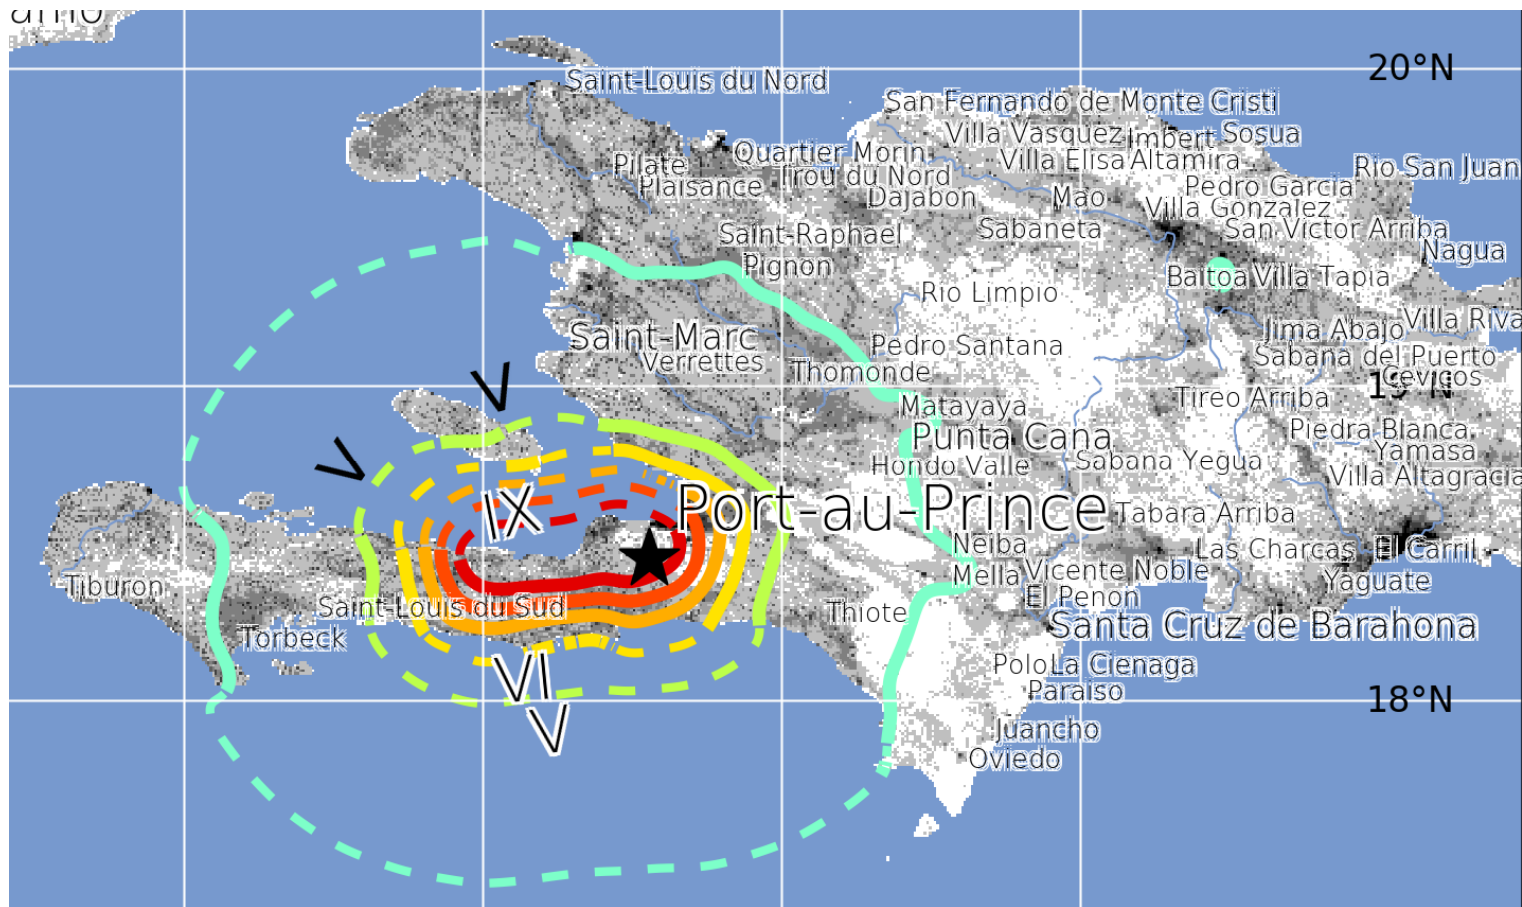 Saint-Louis du Nord
20°N
San Fernando de Monte Cristi
Villa Vasquez
Imbert
Sosua
Quartier Morin
Villa Elisa
Altamira
Rio San Juan
Pilate
Trou du Nord
Plaisance
Dajabon
Mao
Pedro Garcia
Villa Gonzalez
Saint-Raphael
Sabaneta
San Victor Arriba
Nagua
Pignon
Baitoa
Villa Tapia
Rio Limpio
Saint-Marc
Jima Abajo
Villa Riva
Verrettes
Pedro Santana
Sabana del Puerto
Thomonde
Cevicos
19°N
V
Matayaya
Tireo Arriba
Punta Cana
Piedra Blanca
Yamasa
V
Hondo Valle
Sabana Yegua
Villa Altagracia
IX
Port-au-Prince
Tabara Arriba
Neiba
Las Charcas
El Carril
Tiburon
Mella
Vicente Noble
Yaguate
Saint-Louis du Sud
El Penon
Thiote
Torbeck
Santa Cruz de Barahona
VI
Polo
La Cienaga
Paraiso
18°N
V
Juancho
Oviedo